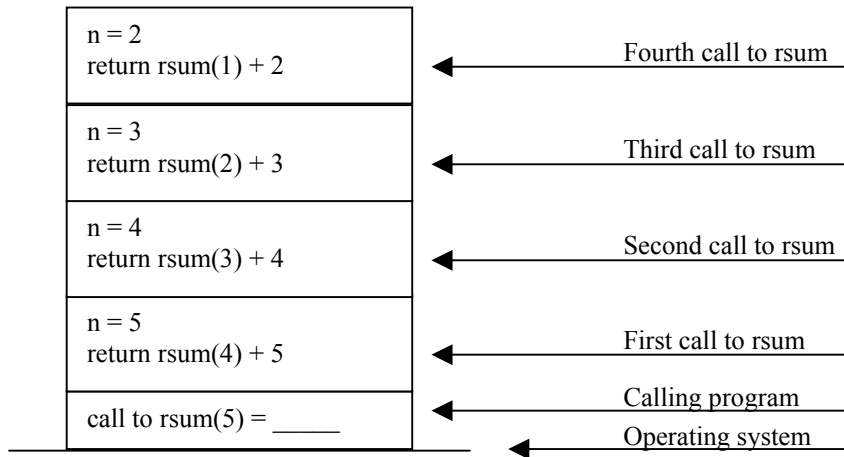 n = 2
return rsum(1) + 2
Fourth call to rsum
n = 3
return rsum(2) + 3
Third call to rsum
n = 4
return rsum(3) + 4
Second call to rsum
n = 5
return rsum(4) + 5
First call to rsum
call to rsum(5) = _____
Calling program
Operating system